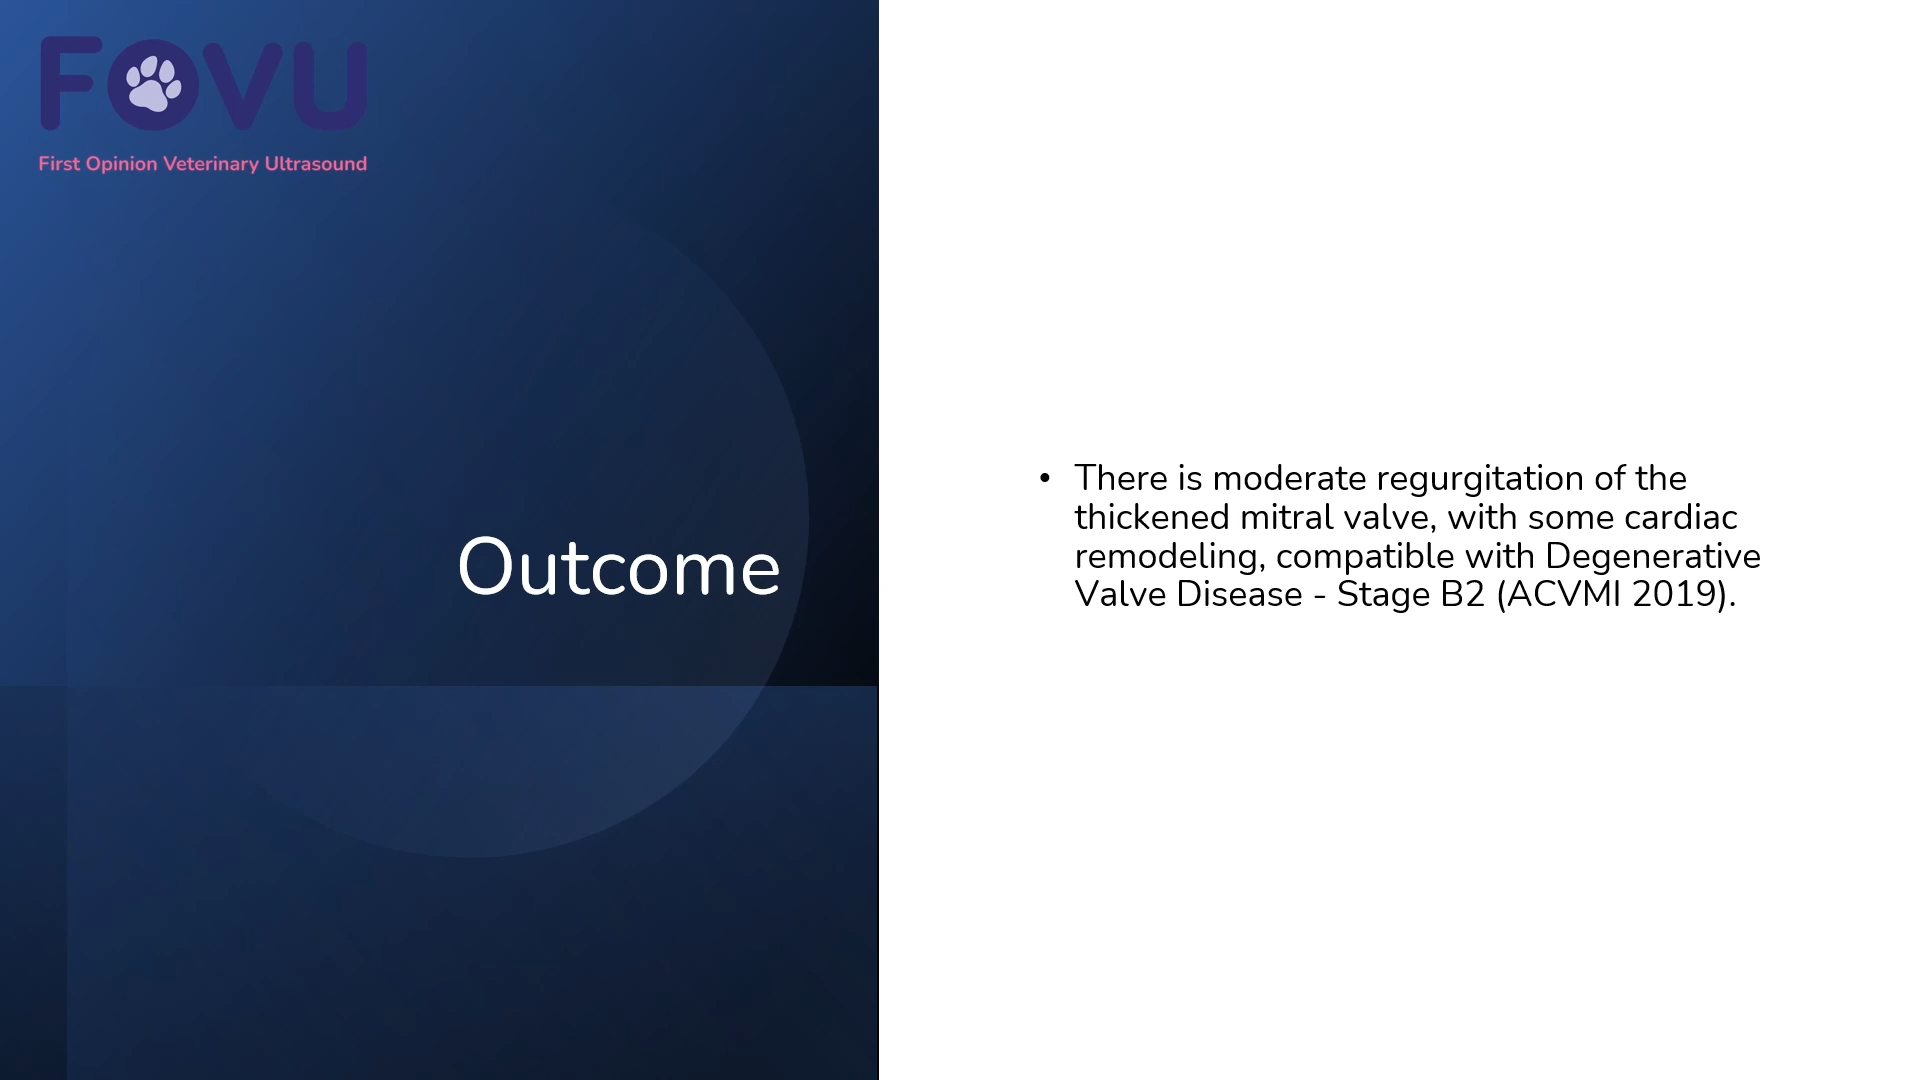 FOVU
First Opinion Veterinary Ultrasound
Outcome
• There is moderate regurgitation of the
thickened mitral valve, with some cardiac
remodeling, compatible with Degenerative
Valve Disease - Stage B2 (ACVMI 2019).